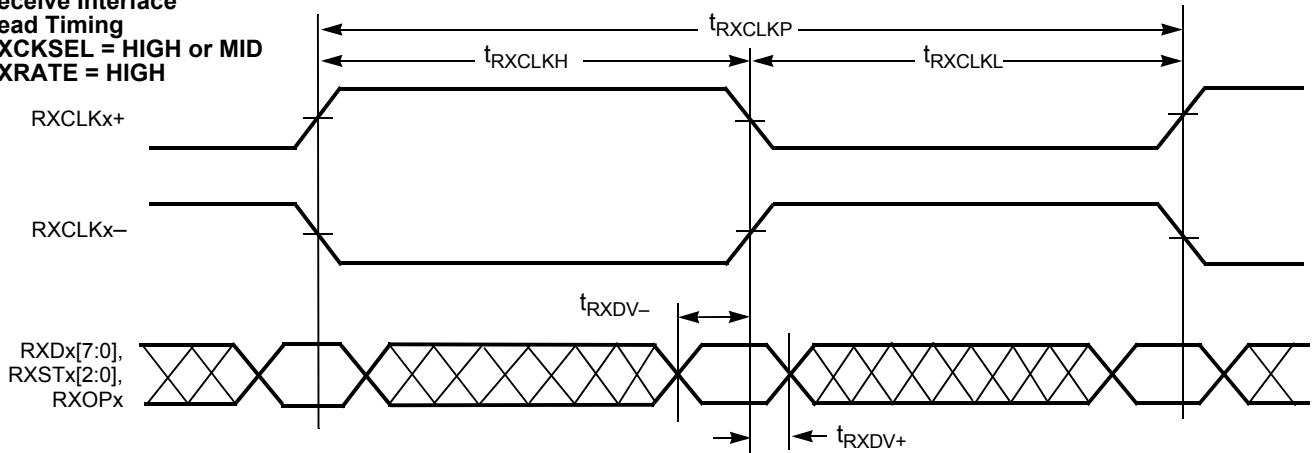 eceive Interface
ead Timing
XCKSEL = HIGH or MID
XRATE = HIGH
tRXCLKP
tRXCLKH
tRXCLKL
RXCLKx+
RXCLKx–
tRXDV–
RXDx[7:0],
RXSTx[2:0],
RXOPx
tRXDV+